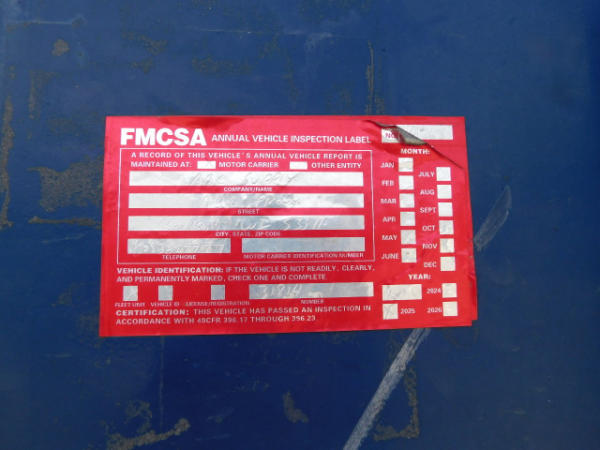 FMCSA ANNUAL VEHICLE INSPECTION LABEL
A RECORD OF THIS VEHICLE'S ANNUAL VEHICLE REPORT IS
MAINTAINED AT: MOTOR CARRIER OTHER ENTITY
COMPANY/NAME
STREET
CITY, STATE, ZIP CODE
TELEPHONE MOTOR CARRIER IDENTIFICATION NUMBER
VEHICLE IDENTIFICATION: IF THE VEHICLE IS NOT READILY, CLEARLY,
AND PERMANENTLY MARKED, CHECK ONE AND COMPLETE
FLEET UNIT VEHICLE ID LICENSE/REGISTRATION NUMBER
CERTIFICATION: THIS VEHICLE HAS PASSED AN INSPECTION IN
ACCORDANCE WITH 49CFR 396.17 THROUGH 396.23
MONTH:
JAN JULY
FEB AUG
MAR SEPT
APR OCT
MAY NOV
JUNE DEC
YEAR:
2024
2025 2026